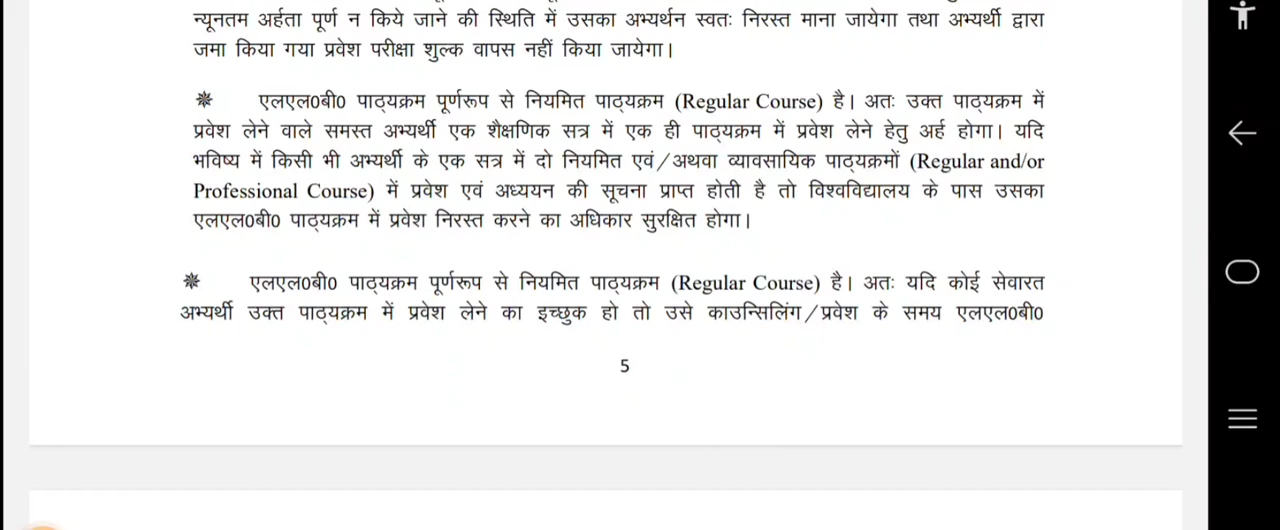 न्यूनतम अर्हता पूर्ण न किये जाने की स्थिति में उसका अभ्यर्थन स्वतः निरस्त माना जायेगा तथा अभ्यर्थी द्वारा
जमा किया गया प्रवेश परीक्षा शुल्क वापस नहीं किया जायेगा।
✵ एलएल0बी0 पाठ्यक्रम पूर्णरूप से नियमित पाठ्यक्रम (Regular Course) है। अतः उक्त पाठ्यक्रम में
प्रवेश लेने वाले समस्त अभ्यर्थी एक शैक्षणिक सत्र में एक ही पाठ्यक्रम में प्रवेश लेने हेतु अर्ह होगा। यदि
भविष्य में किसी भी अभ्यर्थी के एक सत्र में दो नियमित एवं/अथवा व्यावसायिक पाठ्यक्रमों (Regular and/or
Professional Course) में प्रवेश एवं अध्ययन की सूचना प्राप्त होती है तो विश्वविद्यालय के पास उसका
एलएल0बी0 पाठ्यक्रम में प्रवेश निरस्त करने का अधिकार सुरक्षित होगा।
✵ एलएल0बी0 पाठ्यक्रम पूर्णरूप से नियमित पाठ्यक्रम (Regular Course) है। अतः यदि कोई सेवारत
अभ्यर्थी उक्त पाठ्यक्रम में प्रवेश लेने का इच्छुक हो तो उसे काउन्सिलिंग/प्रवेश के समय एलएल0बी0
5